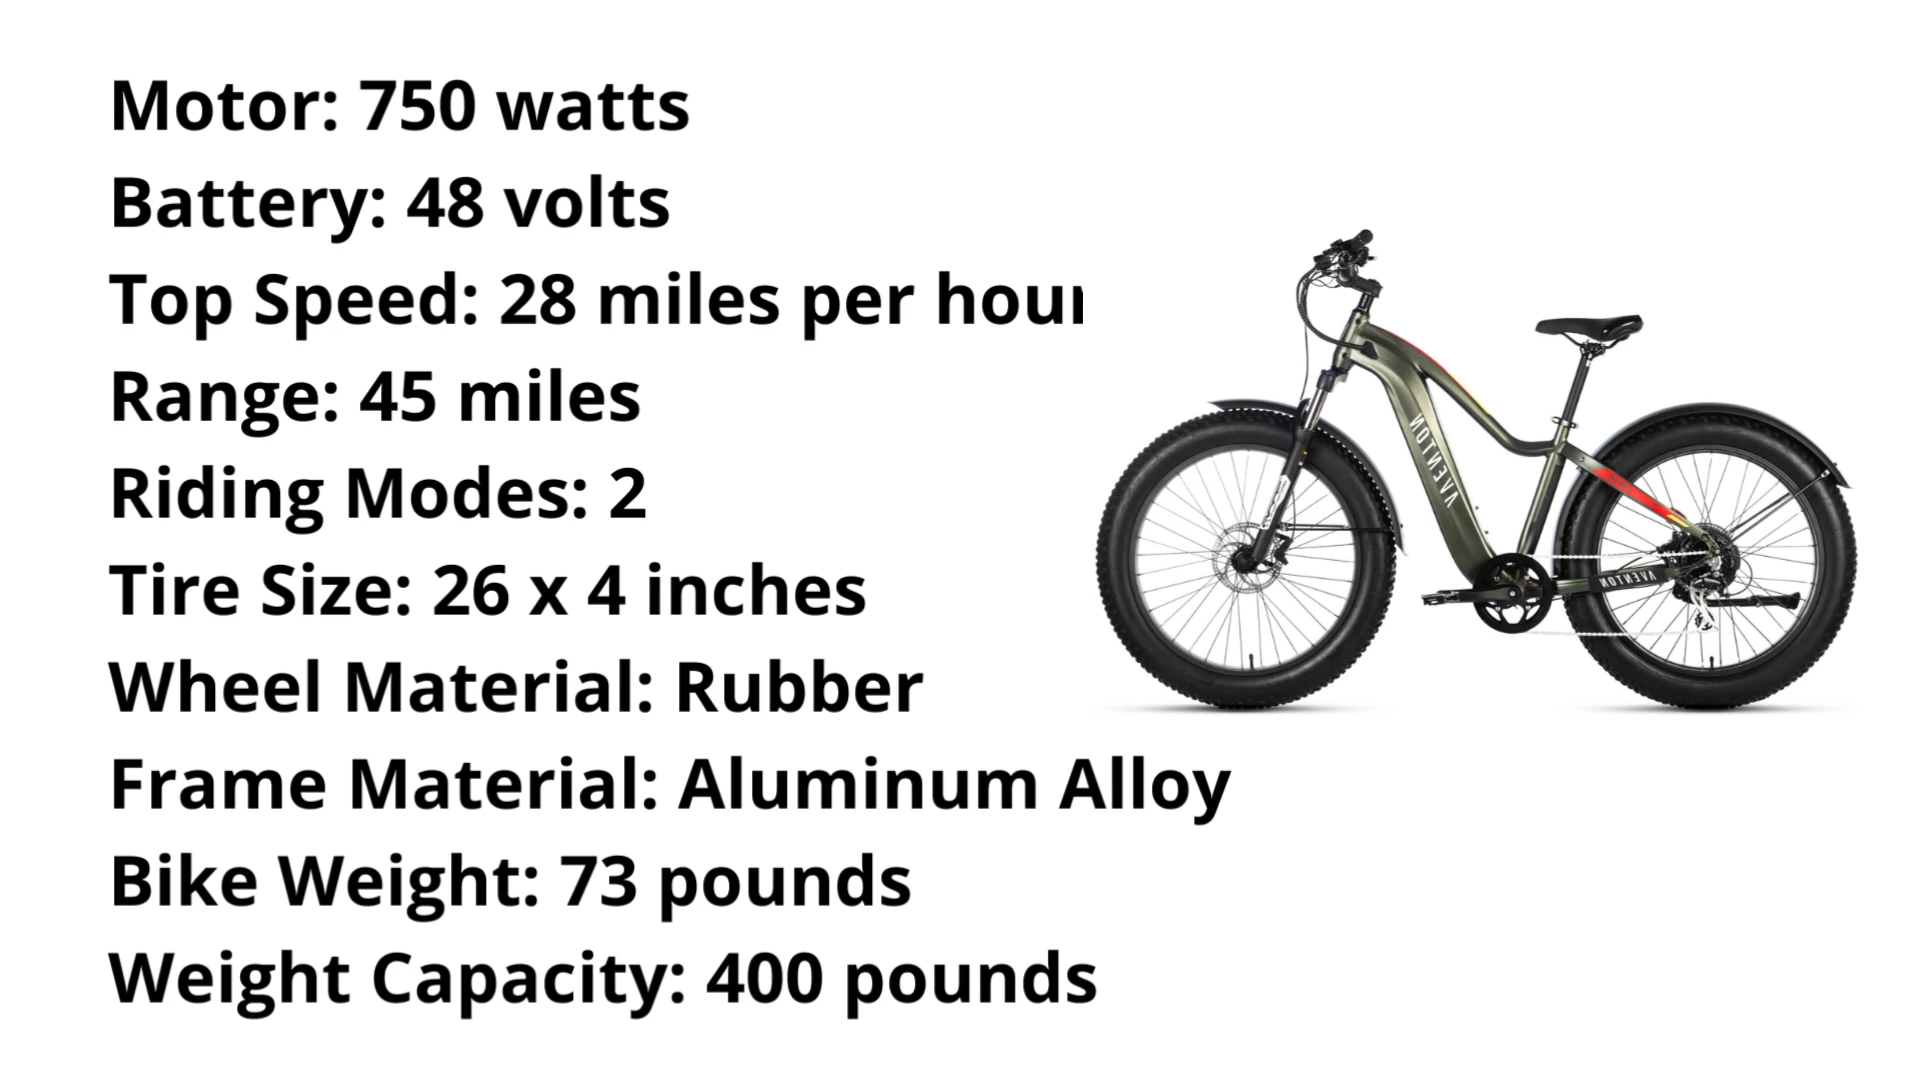 Motor: 750 watts
Battery: 48 volts
Top Speed: 28 miles per hour
Range: 45 miles
Riding Modes: 2
Tire Size: 26 x 4 inches
Wheel Material: Rubber
Frame Material: Aluminum Alloy
Bike Weight: 73 pounds
Weight Capacity: 400 pounds
AVENTON
AVENTON